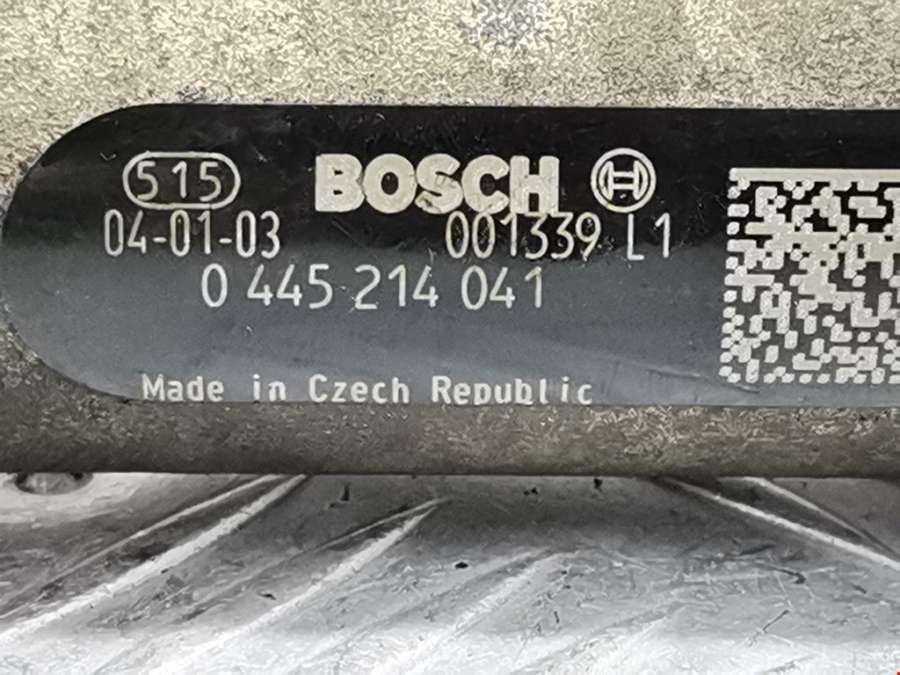 515 BOSCH
04-01-03 001339 L1
0 445 214 041
Made in Czech Republic